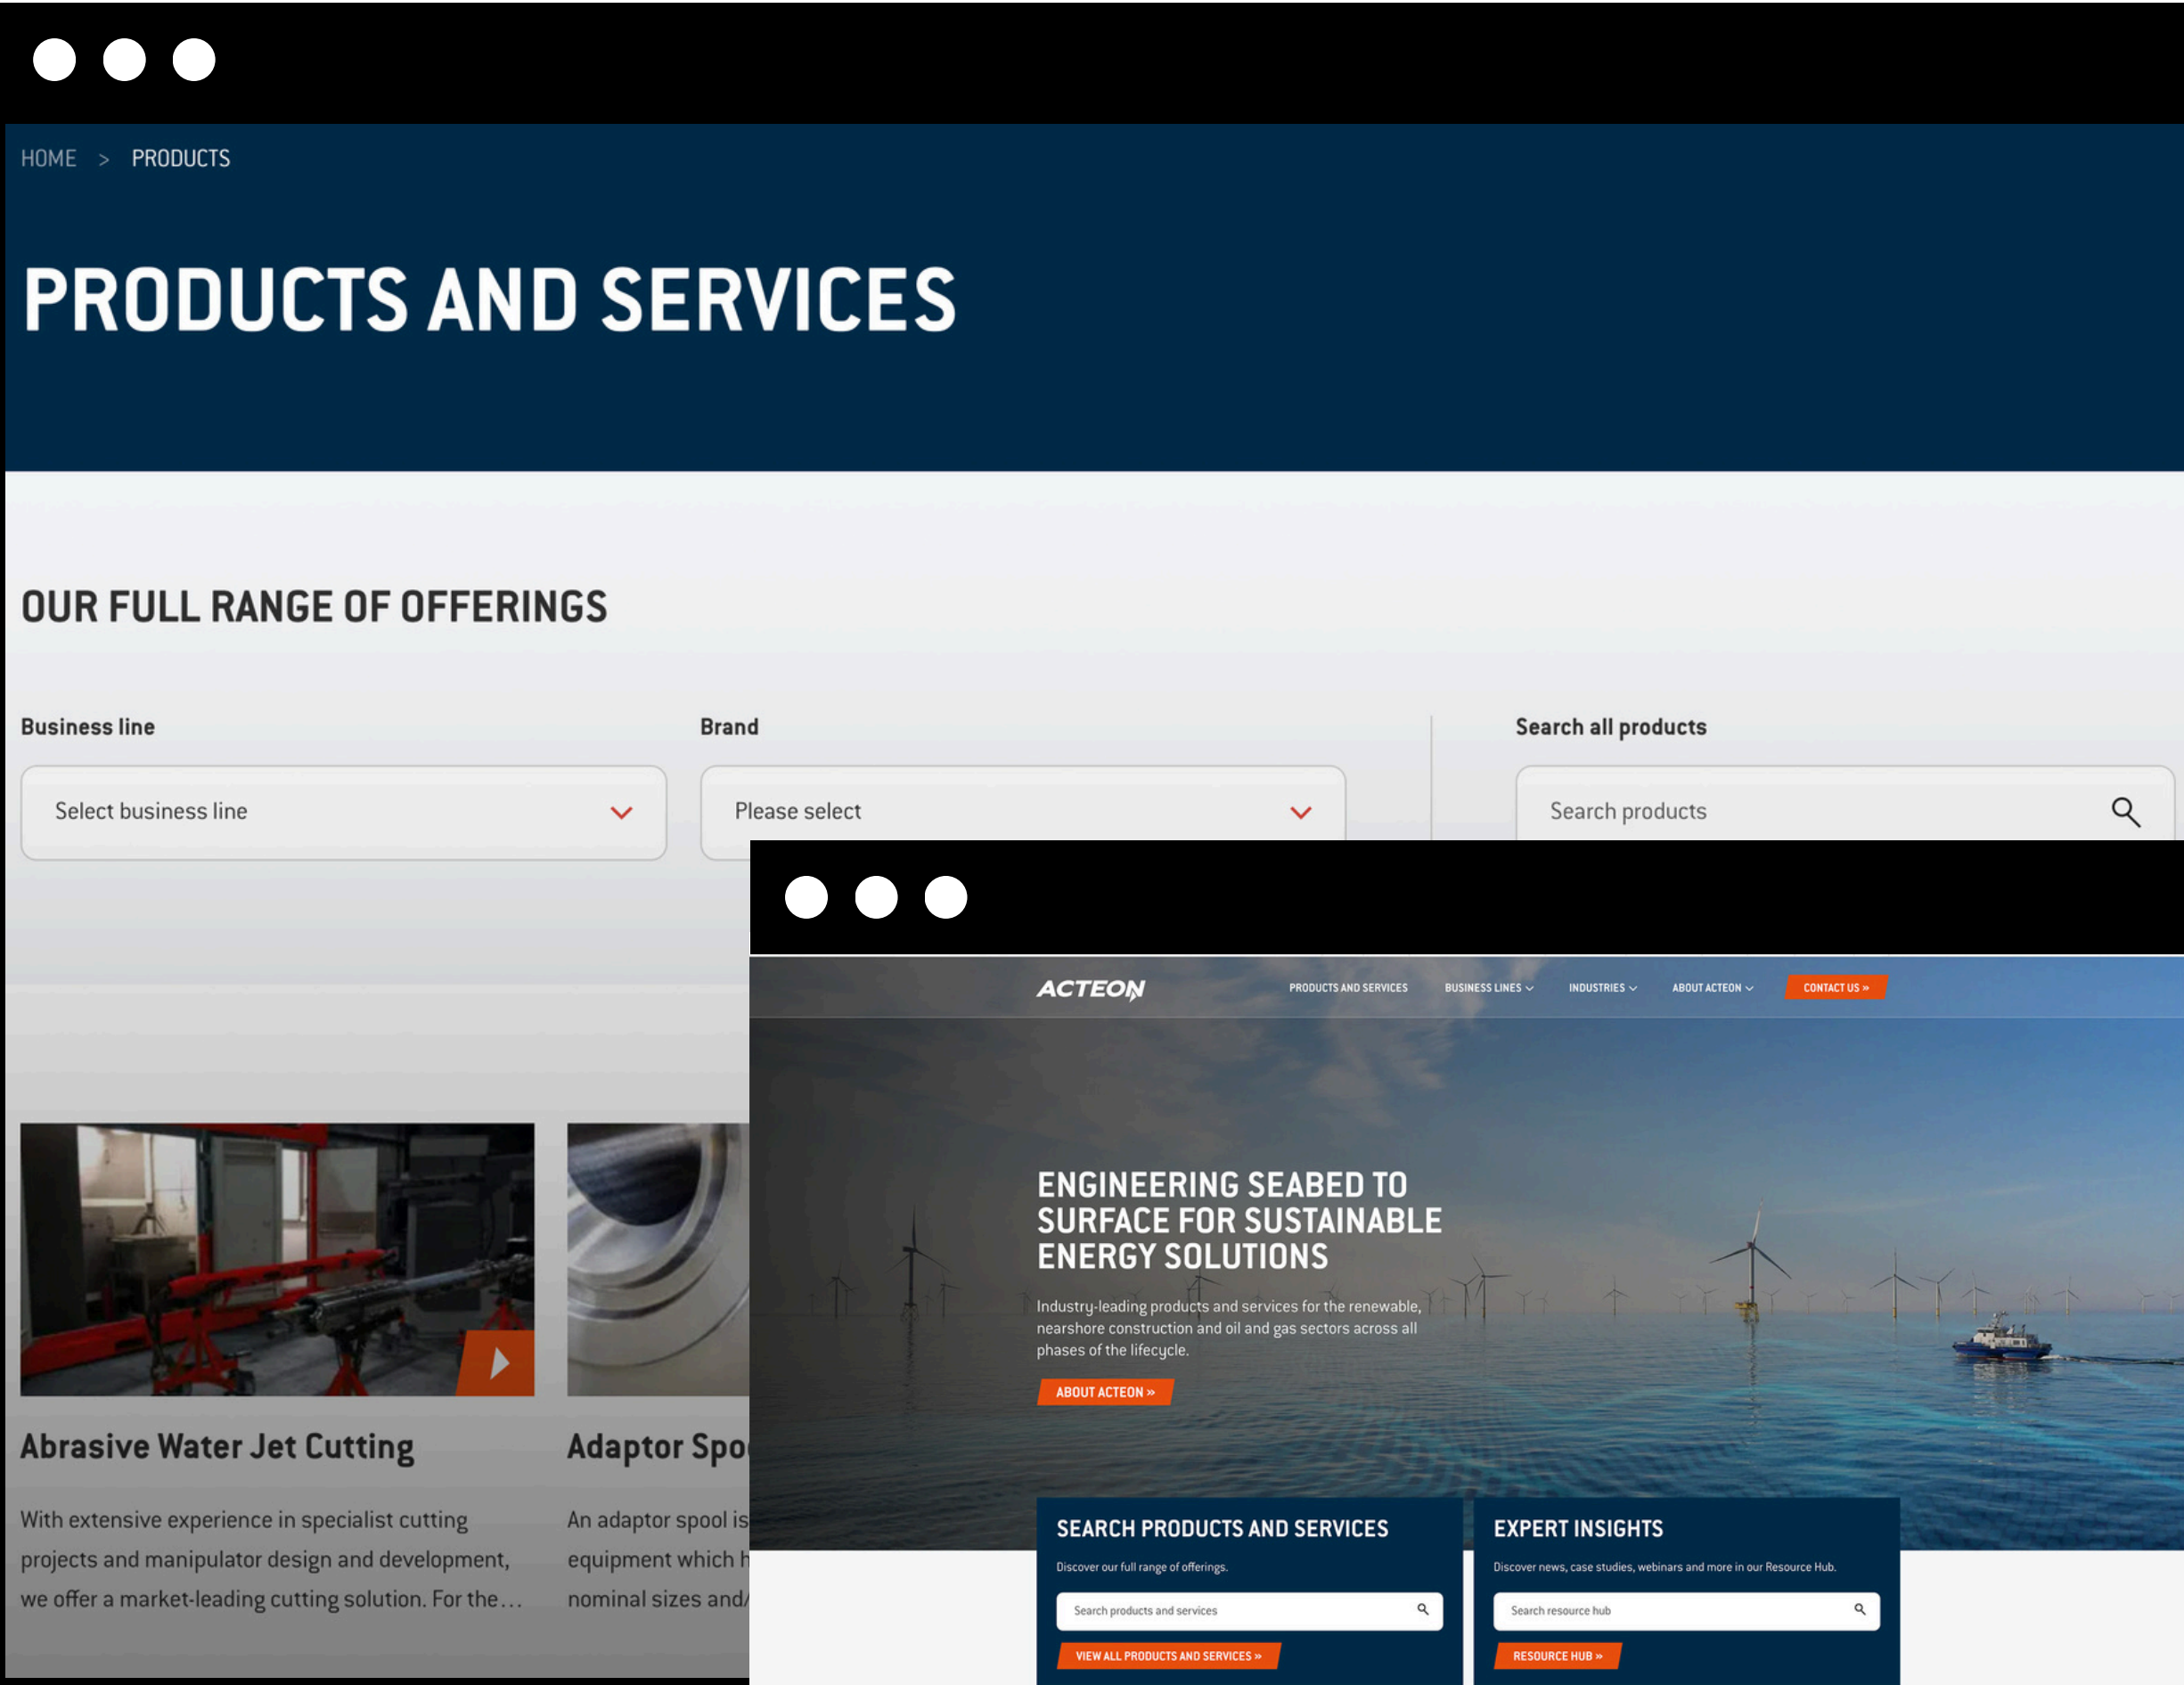 HOME > PRODUCTS
PRODUCTS AND SERVICES
OUR FULL RANGE OF OFFERINGS
Business line
Brand
Search all products
Select business line
Please select
Search products
Abrasive Water Jet Cutting
With extensive experience in specialist cutting
projects and manipulator design and development,
we offer a market-leading cutting solution. For the...
Adaptor Spoo
An adaptor spool is
equipment which h
nominal sizes and/
ACTEON
PRODUCTS AND SERVICES
BUSINESS LINES
INDUSTRIES
ABOUT ACTEON
CONTACT US »
ENGINEERING SEABED TO
SURFACE FOR SUSTAINABLE
ENERGY SOLUTIONS
Industry-leading products and services for the renewable,
nearshore construction and oil and gas sectors across all
phases of the lifecycle.
ABOUT ACTEON »
SEARCH PRODUCTS AND SERVICES
Discover our full range of offerings.
Search products and services
VIEW ALL PRODUCTS AND SERVICES »
EXPERT INSIGHTS
Discover news, case studies, webinars and more in our Resource Hub.
Search resource hub
RESOURCE HUB »